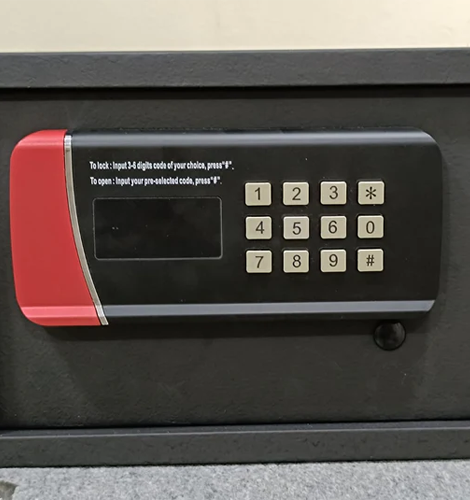 To lock : Input 3-6 digits code of your choice, press"#".
To open : Input your pre-selected code, press"#".
1 2 3 *
4 5 6 0
7 8 9 #